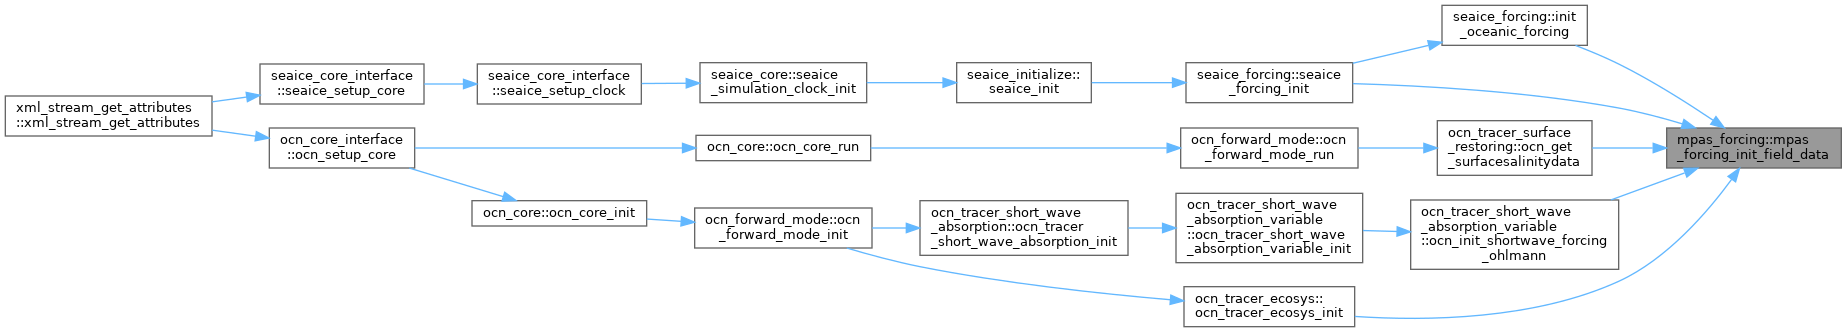 xml_stream_get_attributes
::xml_stream_get_attributes
seaice_core_interface
::seaice_setup_core
seaice_core_interface
::seaice_setup_clock
seaice_core::seaice
_simulation_clock_init
seaice_initialize::
seaice_init
seaice_forcing::seaice
_forcing_init
seaice_forcing::init
_oceanic_forcing
mpas_forcing::mpas
_forcing_init_field_data
ocn_core_interface
::ocn_setup_core
ocn_core::ocn_core_run
ocn_forward_mode::ocn
_forward_mode_run
ocn_tracer_surface
_restoring::ocn_get
_surfacesalinitydata
ocn_core::ocn_core_init
ocn_forward_mode::ocn
_forward_mode_init
ocn_tracer_short_wave
_absorption::ocn_tracer
_short_wave_absorption_init
ocn_tracer_short_wave
_absorption_variable
::ocn_tracer_short_wave
_absorption_variable_init
ocn_tracer_short_wave
_absorption_variable
::ocn_init_shortwave_forcing
_ohlmann
ocn_tracer_ecosys::
ocn_tracer_ecosys_init